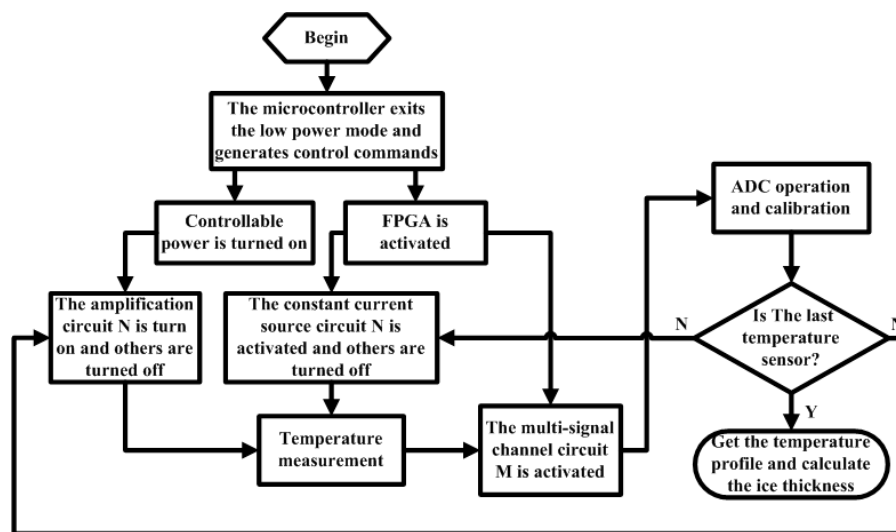 Begin
The microcontroller exits
the low power mode and
generates control commands
Controllable
power is turned on
FPGA is
activated
ADC operation
and calibration
The amplification
circuit N is turn
on and others are
turned off
The constant current
source circuit N is
activated and others are
turned off
N
Is The last
temperature
sensor?
N
Y
Temperature
measurement
The multi-signal
channel circuit
M is activated
Get the temperature
profile and calculate
the ice thickness